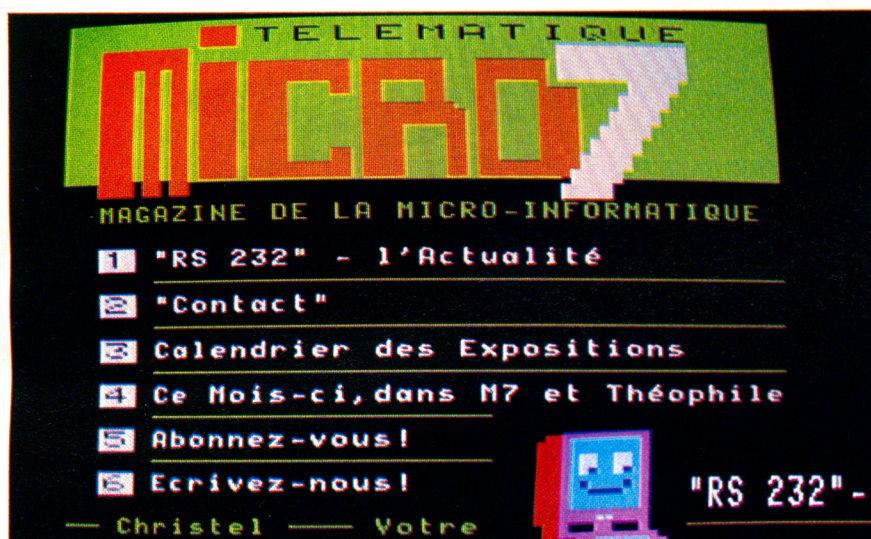 TELEMATIQUE
MiCRO7
MAGAZINE DE LA MICRO-INFORMATIQUE
1 "RS 232" - l'Actualité
2 "Contact"
3 Calendrier des Expositions
4 Ce Mois-ci, dans M7 et Théophile
5 Abonnez-vous!
6 Ecrivez-nous!
"RS 232"-
— Christel — Votre